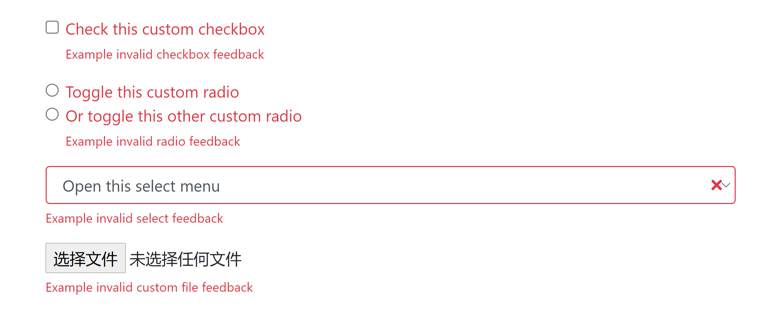 Check this custom checkbox
Example invalid checkbox feedback
Toggle this custom radio
Or toggle this other custom radio
Example invalid radio feedback
Open this select menu
Example invalid select feedback
选择文件 未选择任何文件
Example invalid custom file feedback